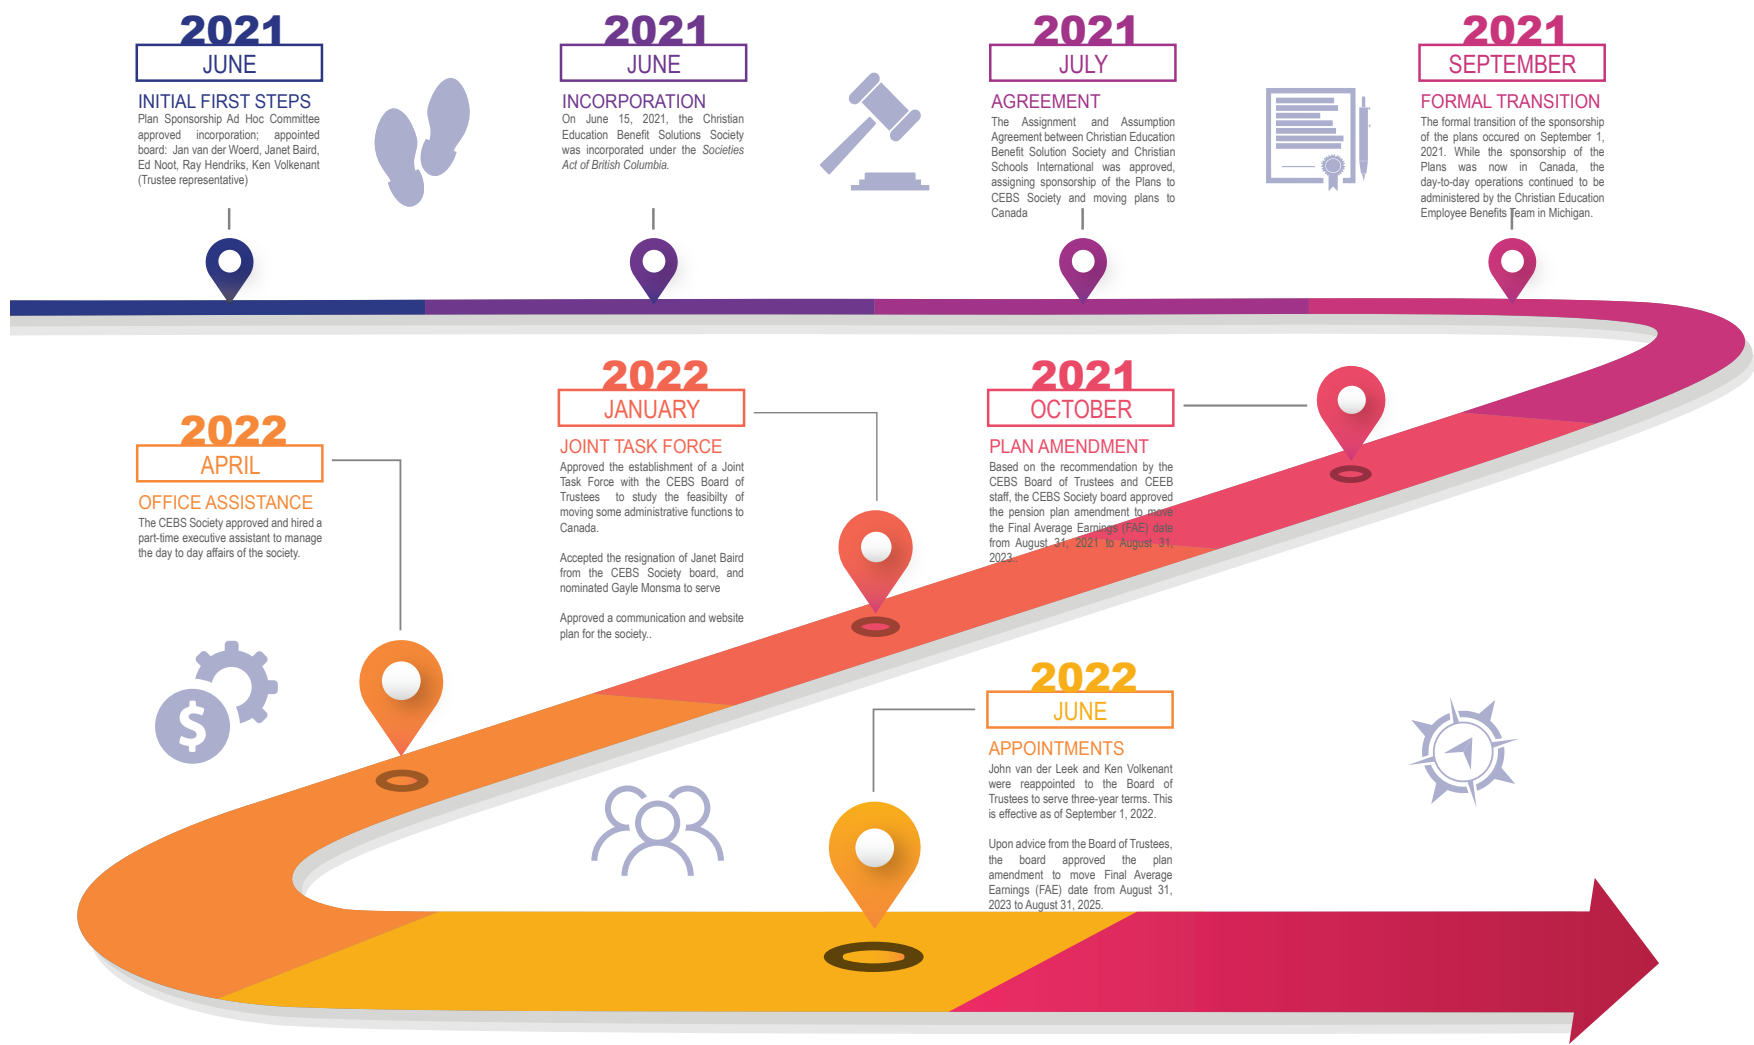 2021
JUNE
INITIAL FIRST STEPS
Plan Sponsorship Ad Hoc Committee
approved incorporation; appointed
board: Jan van der Woerd, Janet Baird,
Ed Noot, Ray Hendriks, Ken Volkenant
(Trustee representative)
2021
JUNE
INCORPORATION
On June 15, 2021, the Christian
Education Benefit Solutions Society
was incorporated under the Societies
Act of British Columbia.
2021
JULY
AGREEMENT
The Assignment and Assumption
Agreement between Christian Education
Benefit Solution Society and Christian
Schools International was approved,
assigning sponsorship of the Plans to
CEBS Society and moving plans to
Canada
2021
SEPTEMBER
FORMAL TRANSITION
The formal transition of the sponsorship
of the plans occured on September 1,
2021. While the sponsorship of the
Plans was now in Canada, the
day-to-day operations continued to be
administered by the Christian Education
Employee Benefits Team in Michigan.
2021
OCTOBER
PLAN AMENDMENT
Based on the recommendation by the
CEBS Board of Trustees and CEEB
staff, the CEBS Society board approved
the pension plan amendment to move
the Final Average Earnings (FAE) date
from August 31, 2021 to August 31,
2023..
2022
JANUARY
JOINT TASK FORCE
Approved the establishment of a Joint
Task Force with the CEBS Board of
Trustees to study the feasibilty of
moving some administrative functions to
Canada.
Accepted the resignation of Janet Baird
from the CEBS Society board, and
nominated Gayle Monsma to serve
Approved a communication and website
plan for the society..
2022
APRIL
OFFICE ASSISTANCE
The CEBS Society approved and hired a
part-time executive assistant to manage
the day to day affairs of the society.
$
2022
JUNE
APPOINTMENTS
John van der Leek and Ken Volkenant
were reappointed to the Board of
Trustees to serve three-year terms. This
is effective as of September 1, 2022.
Upon advice from the Board of Trustees,
the board approved the plan
amendment to move Final Average
Earnings (FAE) date from August 31,
2023 to August 31, 2025.